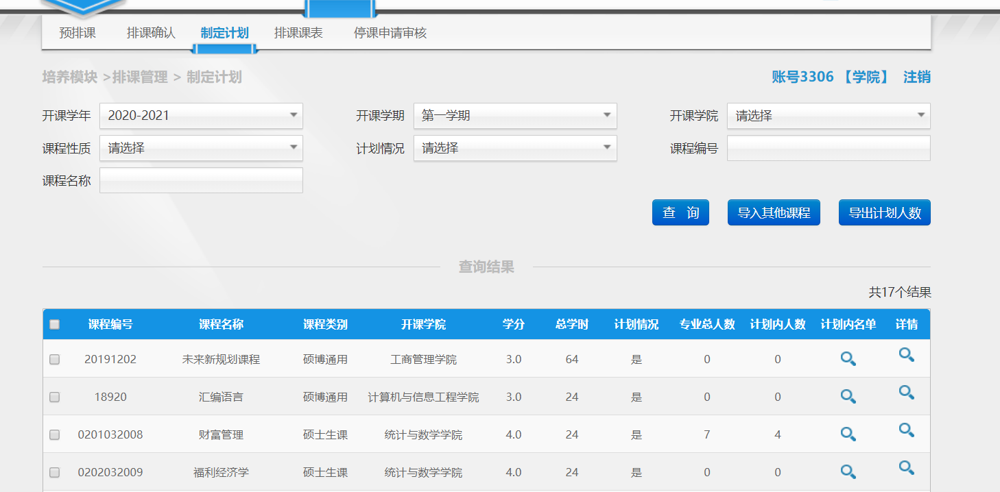 预排课 排课确认 制定计划 排课课表 停课申请审核
培养模块 >排课管理 > 制定计划 账号3306 【学院】 注销
开课学年 2020-2021 开课学期 第一学期 开课学院 请选择
课程性质 请选择 计划情况 请选择 课程编号
课程名称
查 询 导入其他课程 导出计划人数
查询结果
共17个结果
课程编号 课程名称 课程类别 开课学院 学分 总学时 计划情况 专业总人数 计划内人数 计划内名单 详情
20191202 未来新规划课程 硕博通用 工商管理学院 3.0 64 是 0 0
18920 汇编语言 硕博通用 计算机与信息工程学院 3.0 24 是 0 0
0201032008 财富管理 硕士生课 统计与数学学院 4.0 24 是 7 4
0202032009 福利经济学 硕士生课 统计与数学学院 4.0 24 是 0 0